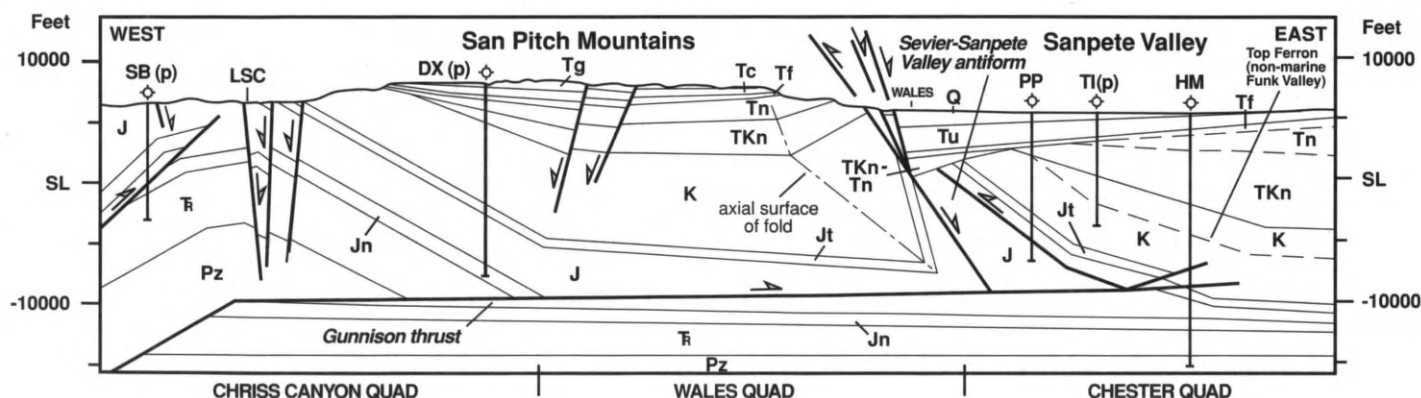 Feet
WEST
10000
SB (p)
LSC
San Pitch Mountains
DX (p)
Tg
Tc
Tf
Sevier-Sanpete
Valley antiform
WALES
Q
Sanpete Valley
PP
TI(p)
HM
EAST
Top Ferron
(non-marine
Funk Valley)
Feet
10000
Tf
J
Tn
TKn
Tu
Tn
TKn-
Tn
TKn
SL
SL
K
axial surface
of fold
TR
Jn
Jt
J
Jt
K
K
Pz
J
-10000
-10000
Gunnison thrust
TR
Jn
Pz
CHRISS CANYON QUAD
WALES QUAD
CHESTER QUAD